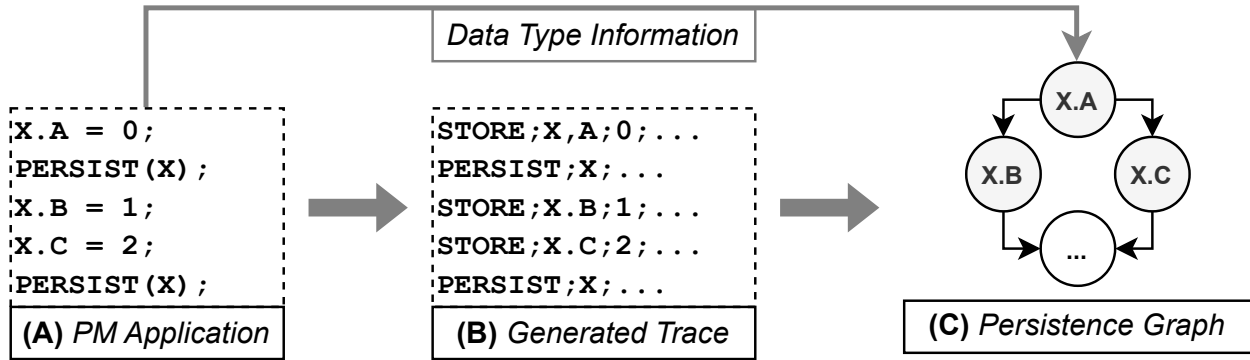 Data Type Information
X.A = 0;
PERSIST(X);
X.B = 1;
X.C = 2;
PERSIST(X);
(A) PM Application
STORE;X,A;0;...
PERSIST;X;...
STORE;X.B;1;...
STORE;X.C;2;...
PERSIST;X;...
(B) Generated Trace
X.A
X.B X.C
...
(C) Persistence Graph